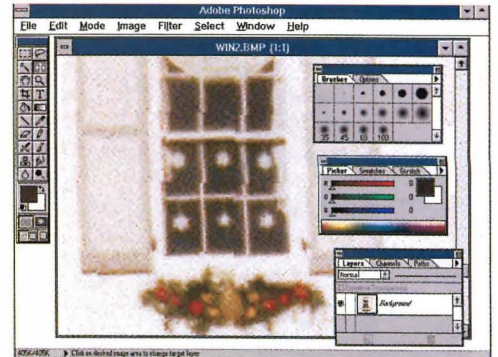 Adobe Photoshop
File Edit Mode Image Filter Select Window Help
WIN2.BMP (1:1)
Brushes Options
35 45 65 100
Picker Swatches Scratch
R 0
G 0
B 0
Layers Channels Paths
Normal
Background
405K/405K Click on desired image area to change target layer